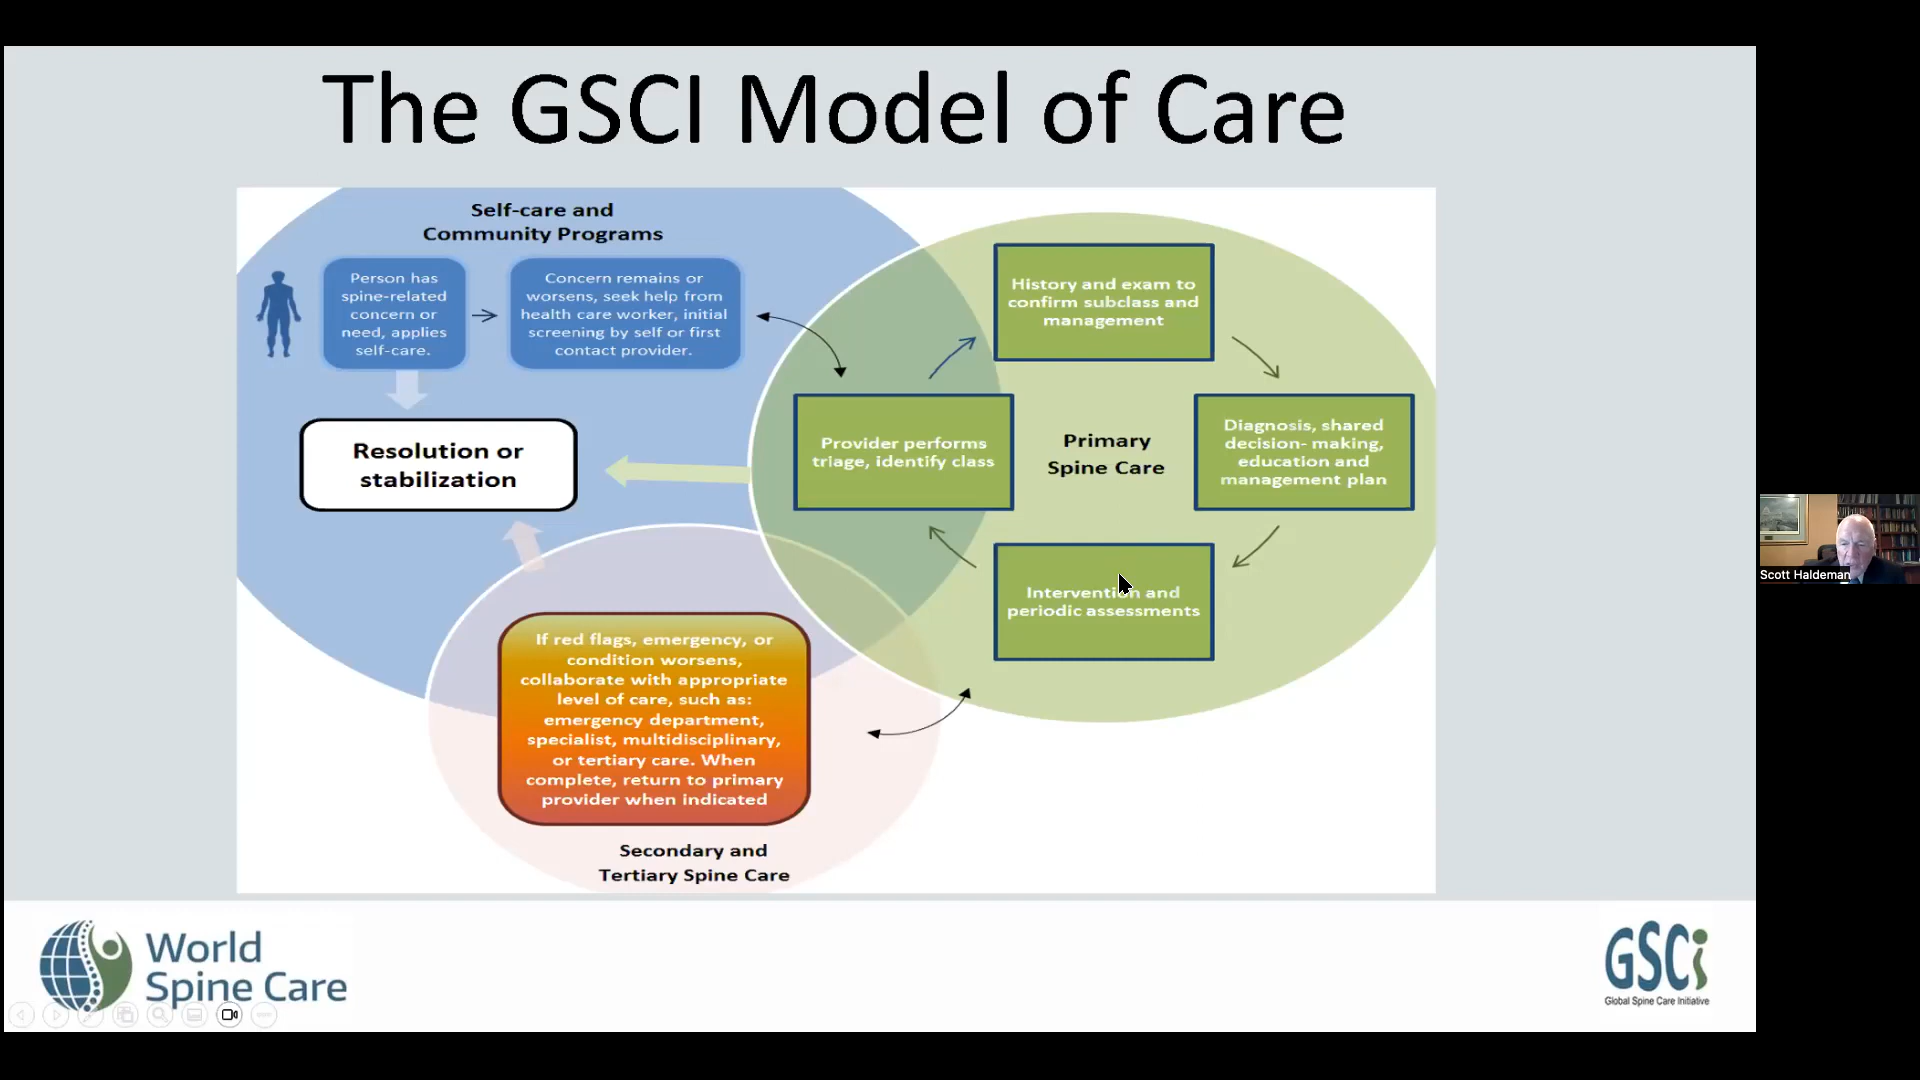 The GSCI Model of Care
Self-care and
Community Programs
Person has
spine-related
concern or
need, applies
self-care.
Concern remains or
worsens, seek help from
health care worker, initial
screening by self or first
contact provider.
Resolution or
stabilization
History and exam to
confirm subclass and
management
Provider performs
triage, identify class
Primary
Spine Care
Diagnosis, shared
decision- making,
education and
management plan
Intervention and
periodic assessments
If red flags, emergency, or
condition worsens,
collaborate with appropriate
level of care, such as:
emergency department,
specialist, multidisciplinary,
or tertiary care. When
complete, return to primary
provider when indicated
Secondary and
Tertiary Spine Care
Scott Haldeman
World
Spine Care
GSCi
Global Spine Care Initiative